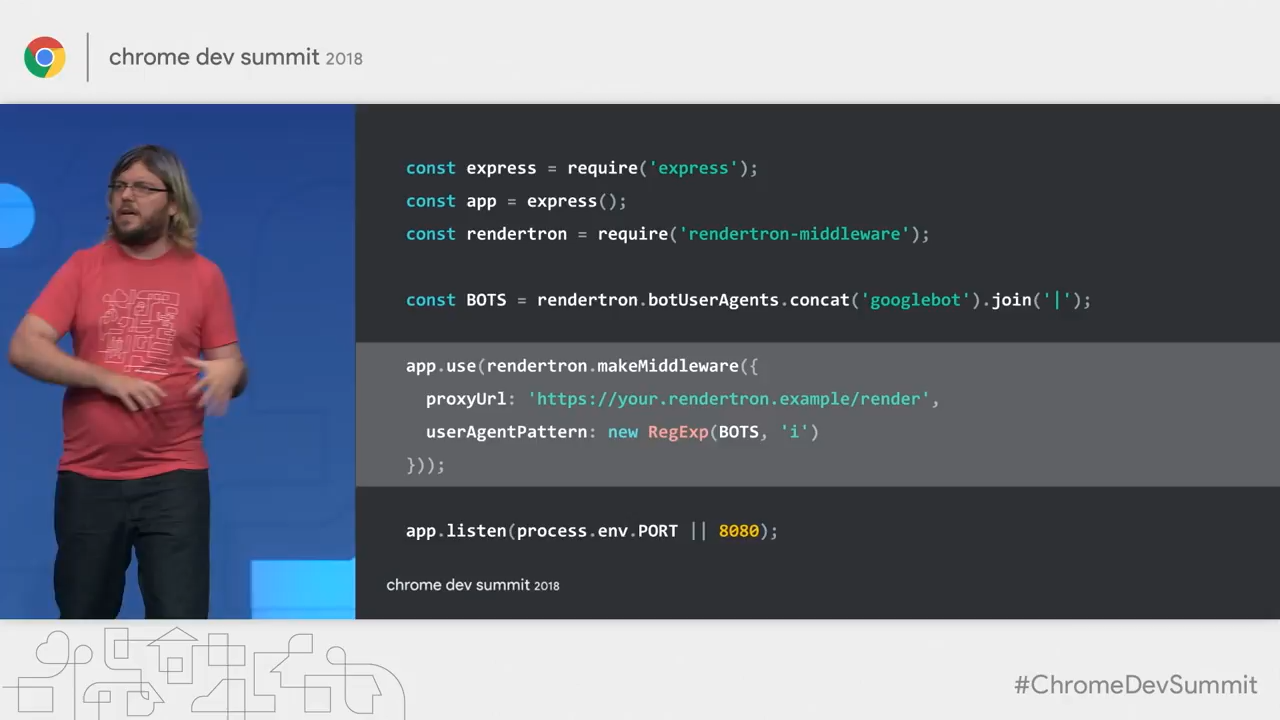 chrome dev summit 2018
const express = require('express');
const app = express();
const rendertron = require('rendertron-middleware');
const BOTS = rendertron.botUserAgents.concat('googlebot').join('|');
app.use(rendertron.makeMiddleware({
proxyUrl: 'https://your.rendertron.example/render',
userAgentPattern: new RegExp(BOTS, 'i')
}));
app.listen(process.env.PORT || 8080);
chrome dev summit 2018
#ChromeDevSummit